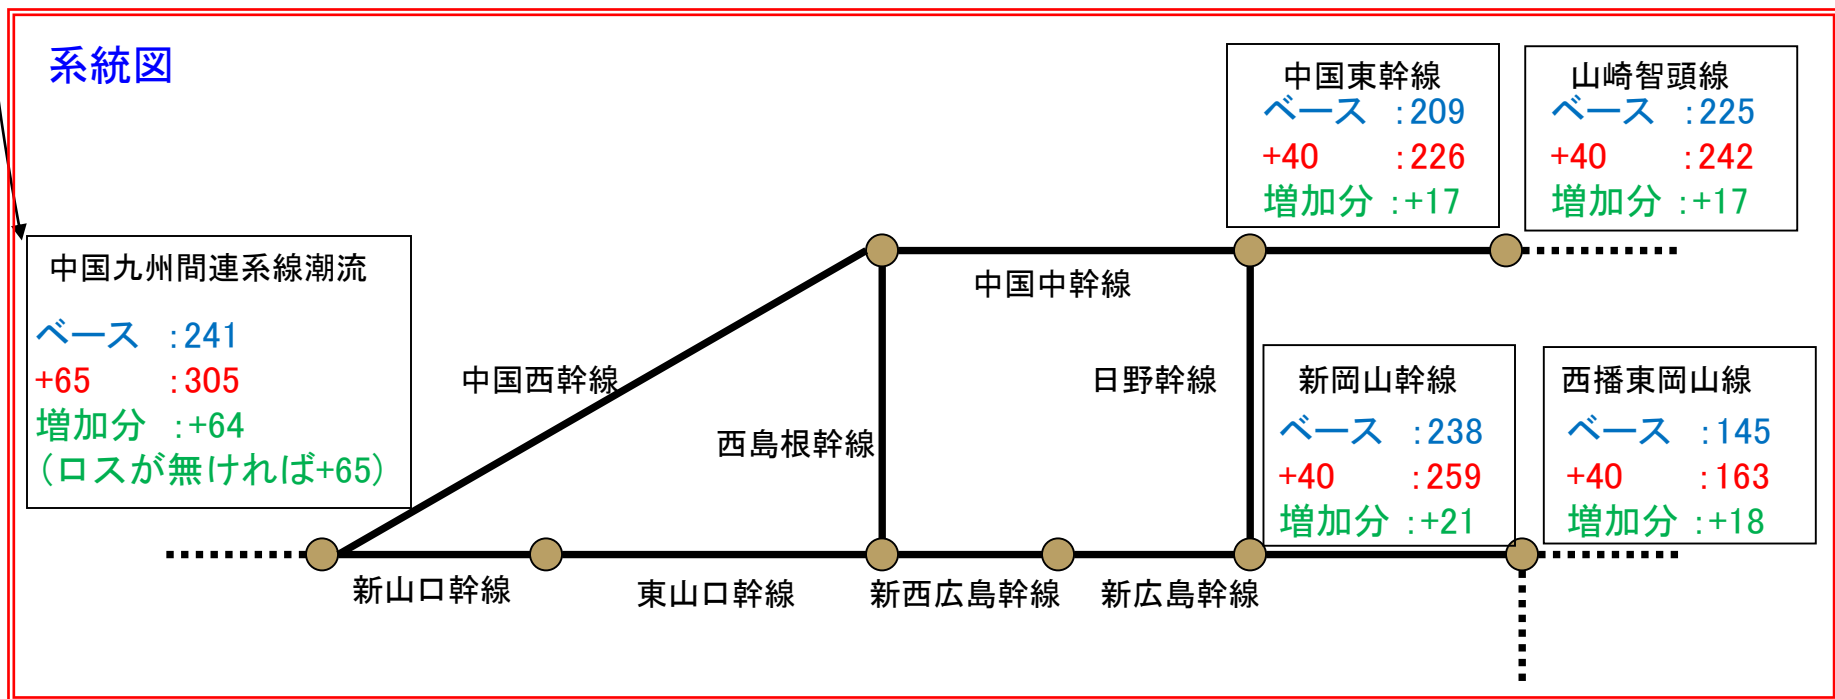 系統図
中国東幹線
ベース :209
+40 :226
増加分 :+17
山崎智頭線
ベース :225
+40 :242
増加分 :+17
中国九州間連系線潮流
ベース :241
+65 :305
増加分 :+64
(ロスが無ければ+65)
中国中幹線
中国西幹線
西島根幹線
日野幹線
新岡山幹線
ベース :238
+40 :259
増加分 :+21
西播東岡山線
ベース :145
+40 :163
増加分 :+18
新山口幹線
東山口幹線
新西広島幹線
新広島幹線